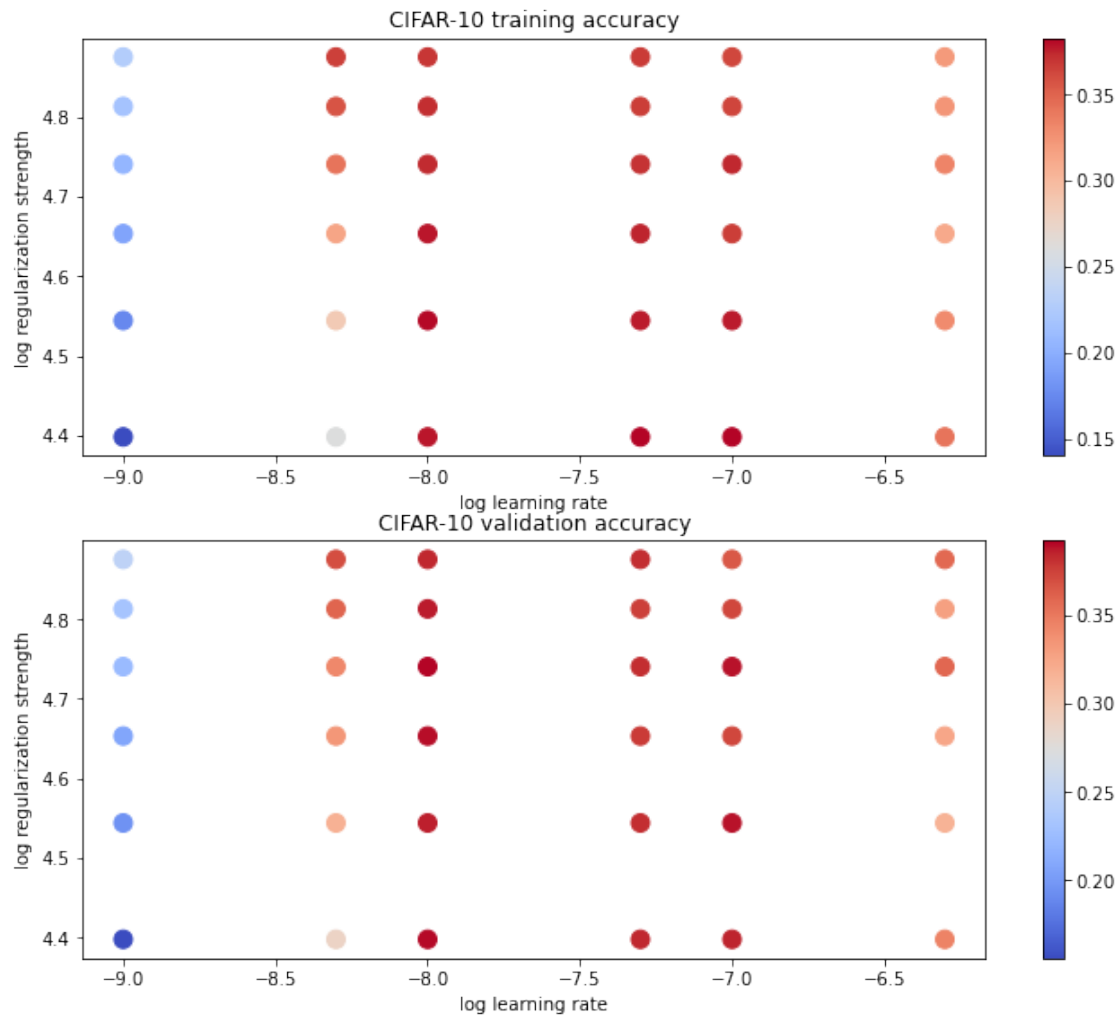 CIFAR-10 training accuracy
log regularization strength
4.8
4.7
4.6
4.5
4.4
−9.0 −8.5 −8.0 −7.5 −7.0 −6.5
log learning rate
0.35
0.30
0.25
0.20
0.15
CIFAR-10 validation accuracy
log regularization strength
4.8
4.7
4.6
4.5
4.4
−9.0 −8.5 −8.0 −7.5 −7.0 −6.5
log learning rate
0.35
0.30
0.25
0.20